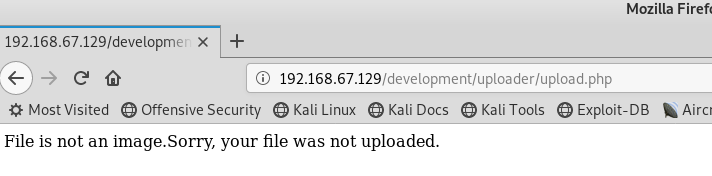 Mozilla Firef
192.168.67.129/developmen
192.168.67.129/development/uploader/upload.php
Most Visited Offensive Security Kali Linux Kali Docs Kali Tools Exploit-DB Aircr
File is not an image.Sorry, your file was not uploaded.